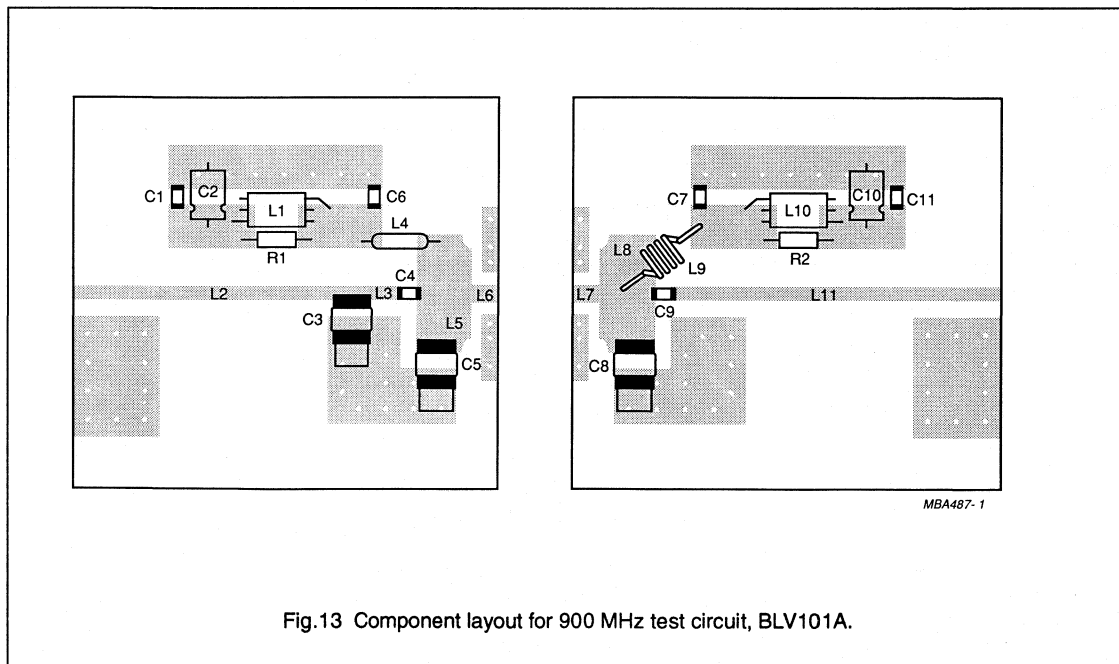 C1
C2
L1
C6
L4
R1
C4
L2
L3
L6
C3
L5
C5
C7
L10
C10
C11
L8
L9
R2
L7
L11
C9
C8
MBA487- 1
Fig.13 Component layout for 900 MHz test circuit, BLV101A.